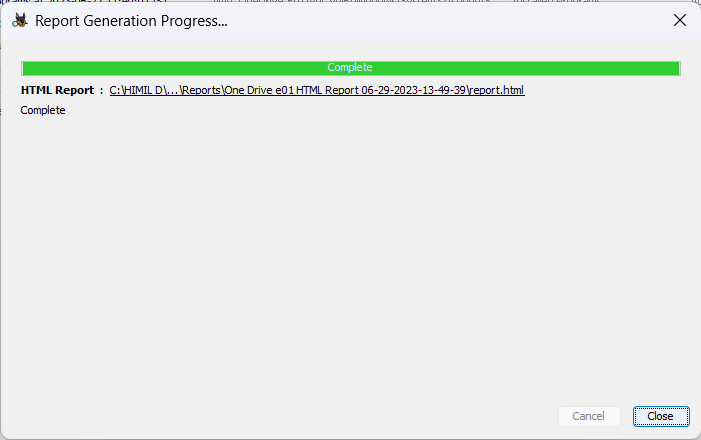 Report Generation Progress...
Complete
HTML Report : C:\HIMIL D\...\Reports\One Drive e01 HTML Report 06-29-2023-13-49-39\report.html
Complete
Cancel
Close